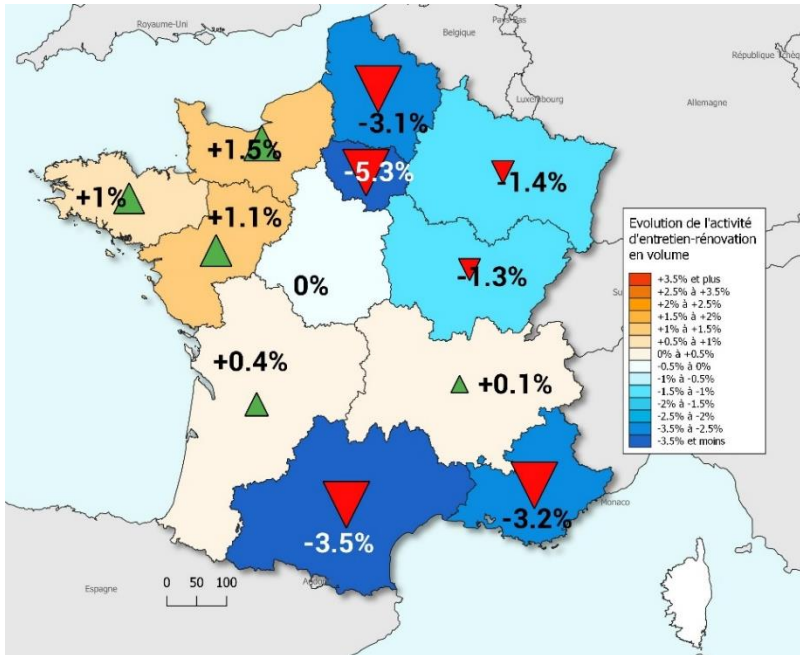 Royaume-Uni
Pays-Bas
Belgique
République Tchèq
Luxembourg
Allemagne
-3.1%
+1.5%
-5.3%
-1.4%
+1%
+1.1%
-1.3%
0%
+0.4%
+0.1%
-3.5%
-3.2%
Monaco
Espagne
0 50 100
Evolution de l'activité
d'entretien-rénovation
en volume
+3.5% et plus
+2.5% à +3.5%
+2% à +2.5%
+1.5% à +2%
+1% à +1.5%
+0.5% à +1%
0% à +0.5%
-0.5% à 0%
-1% à -0.5%
-1.5% à -1%
-2% à -1.5%
-2.5% à -2%
-3.5% à -2.5%
-3.5% et moins